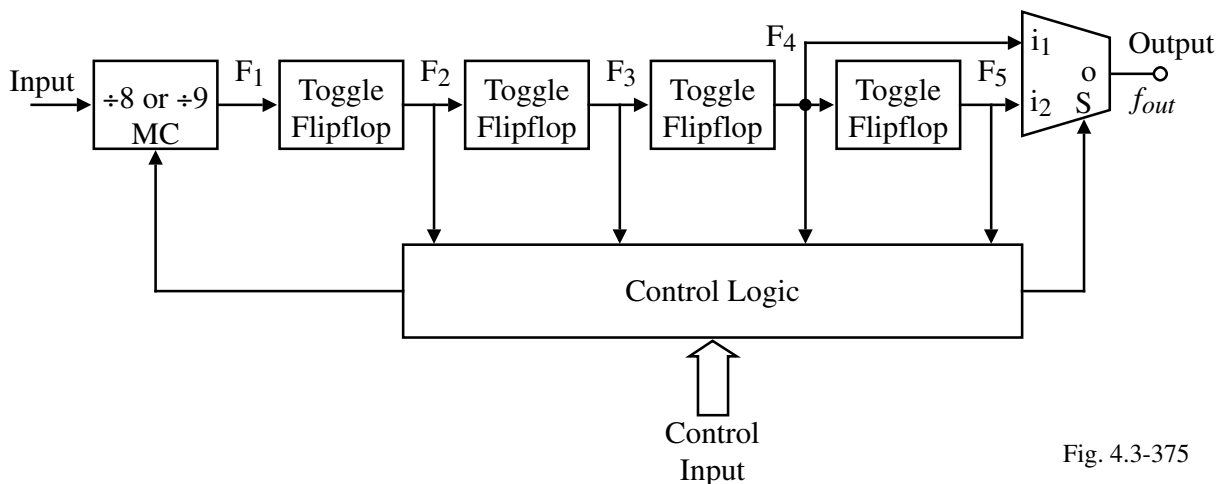 Input
÷8 or ÷9
MC
F1
Toggle
Flipflop
F2
Toggle
Flipflop
F3
Toggle
Flipflop
F4
Toggle
Flipflop
F5
i1
i2
o
S
Output
fout
Control Logic
Control
Input
Fig. 4.3-375